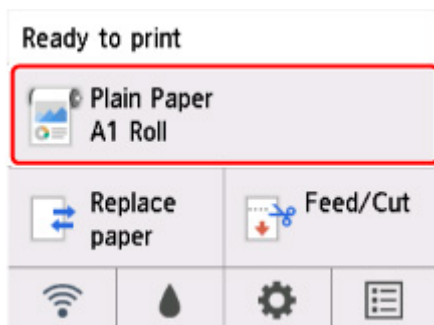 Ready to print
Plain Paper
A1 Roll
Replace
paper
Feed/Cut